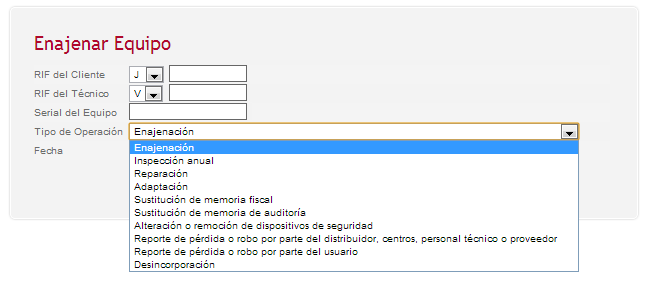 Enajenar Equipo
RIF del Cliente J
RIF del Técnico V
Serial del Equipo
Tipo de Operación Enajenación
Fecha
Enajenación
Inspección anual
Reparación
Adaptación
Sustitución de memoria fiscal
Sustitución de memoria de auditoría
Alteración o remoción de dispositivos de seguridad
Reporte de pérdida o robo por parte del distribuidor, centros, personal técnico o proveedor
Reporte de pérdida o robo por parte del usuario
Desincorporación